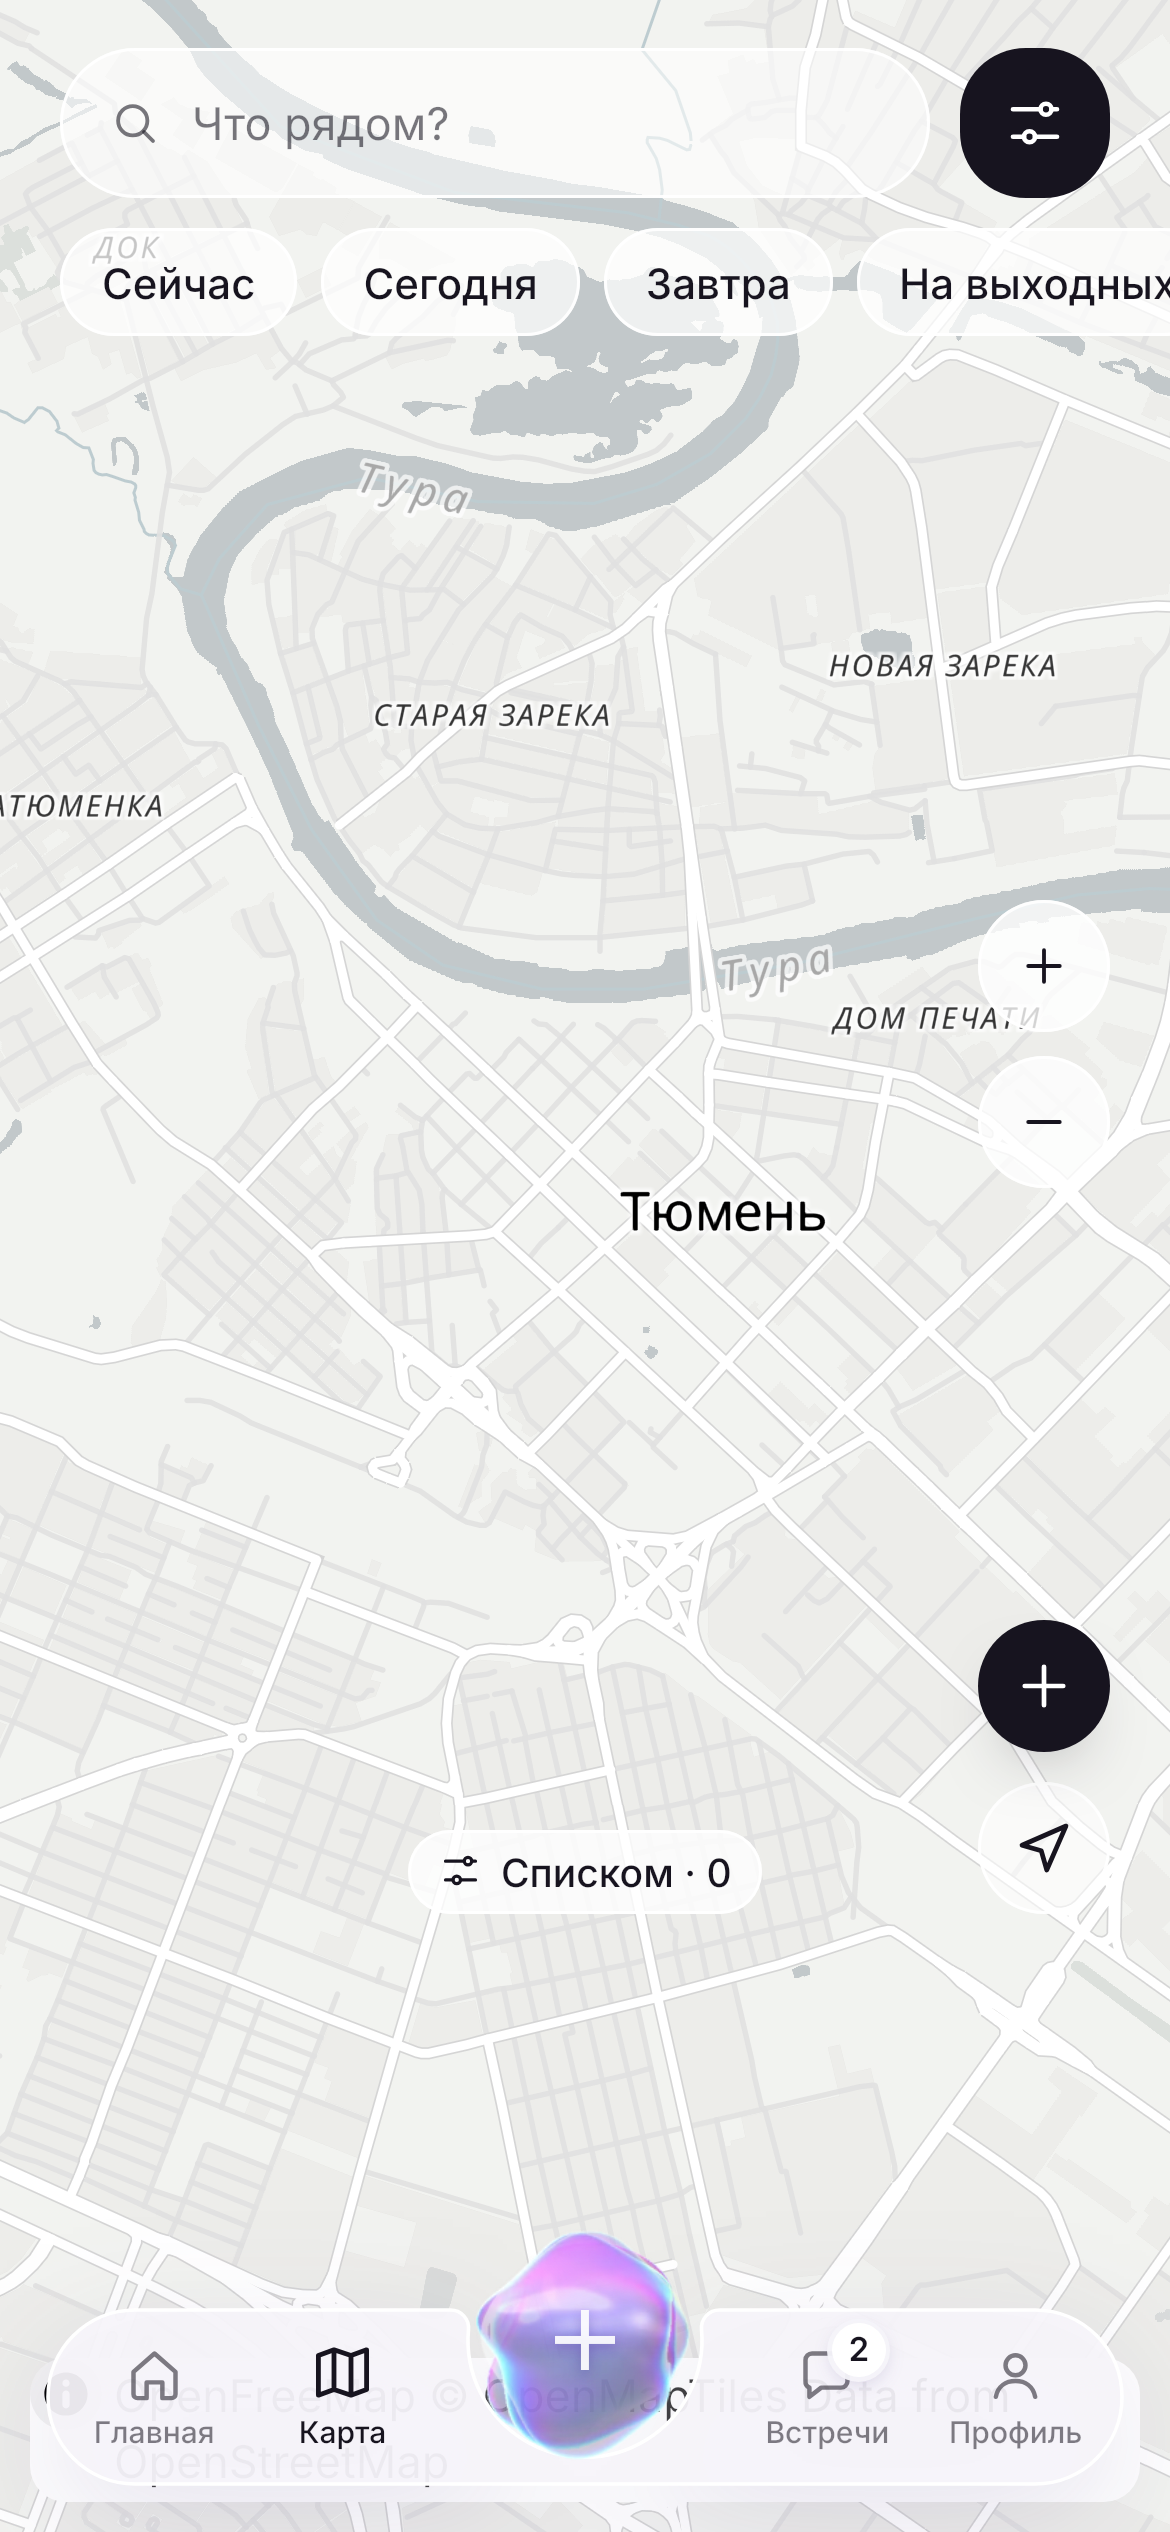 Что рядом?
ДОК
Сейчас
Сегодня
Завтра
На выходных
Тура
НОВАЯ ЗАРЕКА
СТАРАЯ ЗАРЕКА
АТЮМЕНКА
Тура
ДОМ ПЕЧАТИ
Тюмень
Списком · 0
2
OpenFreeMap © OpenMapTiles Data from
OpenStreetMap
Главная
Карта
Встречи
Профиль